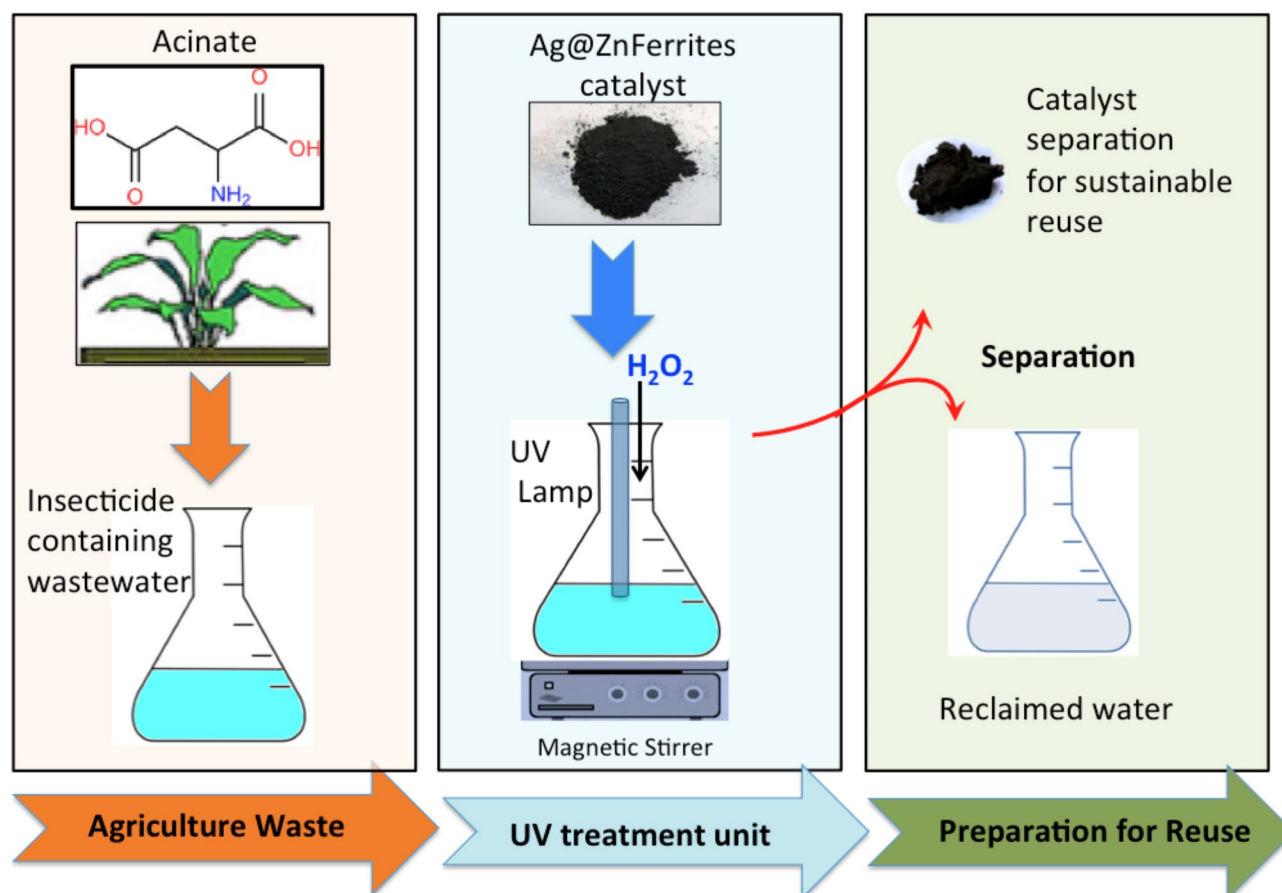 Acinate
O
O
HO
OH
O
NH₂
Insecticide
containing
wastewater
Agriculture Waste
Ag@ZnFerrites
catalyst
H₂O₂
UV
Lamp
Magnetic Stirrer
UV treatment unit
Catalyst
separation
for sustainable
reuse
Separation
Reclaimed water
Preparation for Reuse